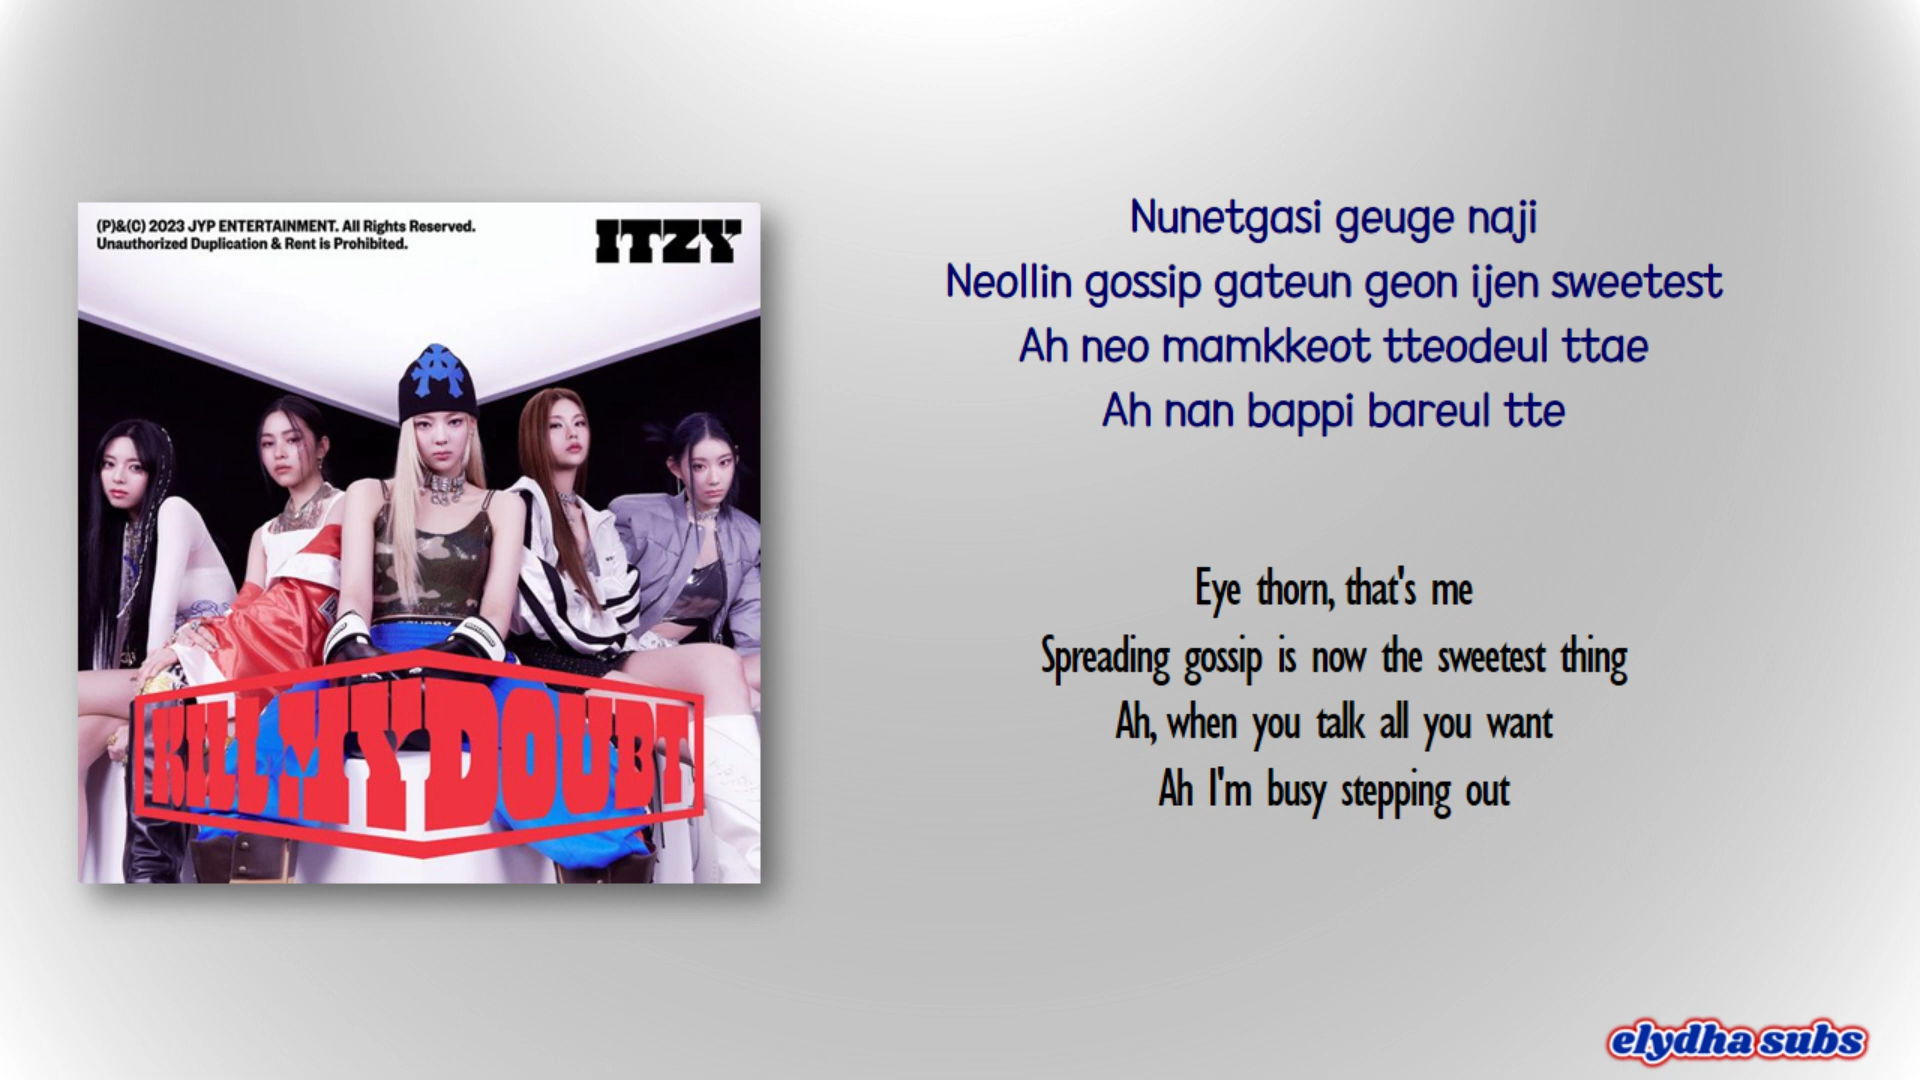 (P)&(C) 2023 JYP ENTERTAINMENT. All Rights Reserved.
Unauthorized Duplication & Rent is Prohibited.
ITZY
KILL MY DOUBT
Nunetgasi geuge naji
Neollin gossip gateun geon ijen sweetest
Ah neo mamkkeot tteodeul ttae
Ah nan bappi bareul tte
Eye thorn, that's me
Spreading gossip is now the sweetest thing
Ah, when you talk all you want
Ah I'm busy stepping out
elydha subs